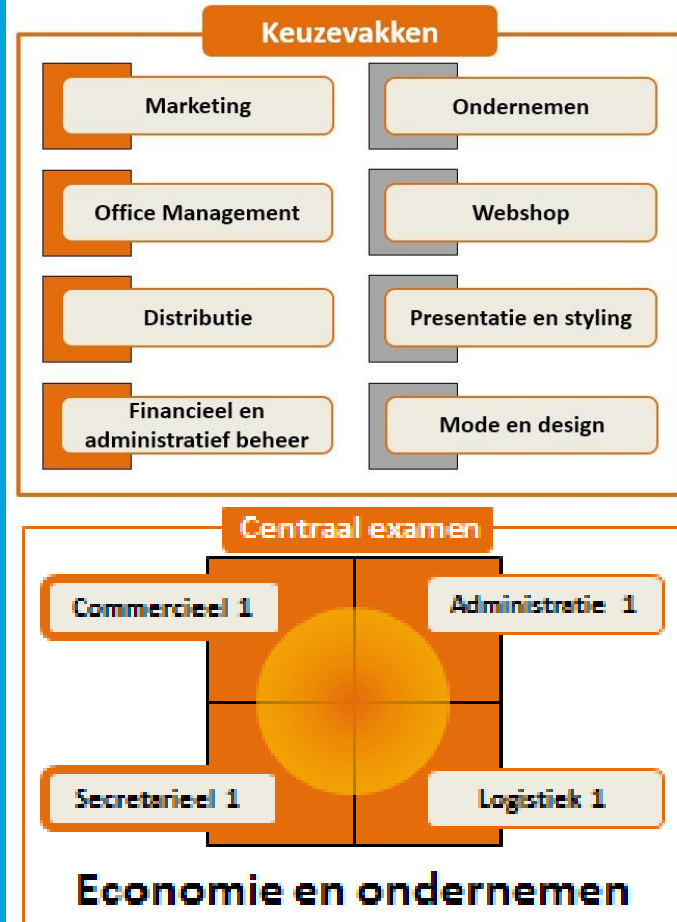 Keuzevakken
Marketing
Ondernemen
Office Management
Webshop
Distributie
Presentatie en styling
Financieel en
administratief beheer
Mode en design
Centraal examen
Commercieel 1
Administratie 1
Secretarieel 1
Logistiek 1
Economie en ondernemen